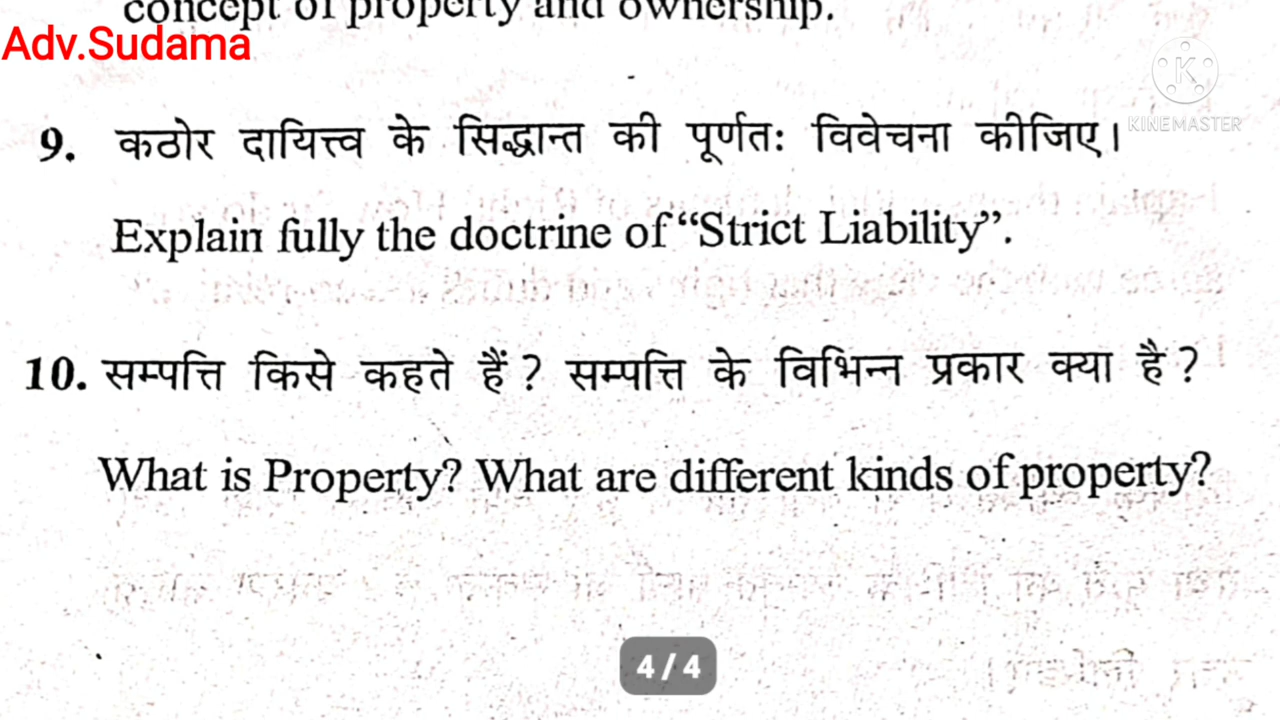 concept of property and ownership.
Adv.Sudama
KINEMASTER
9. कठोर दायित्त्व के सिद्धान्त की पूर्णतः विवेचना कीजिए।
Explain fully the doctrine of “Strict Liability”.
10. सम्पत्ति किसे कहते हैं ? सम्पत्ति के विभिन्न प्रकार क्या है ?
What is Property? What are different kinds of property?
4 / 4